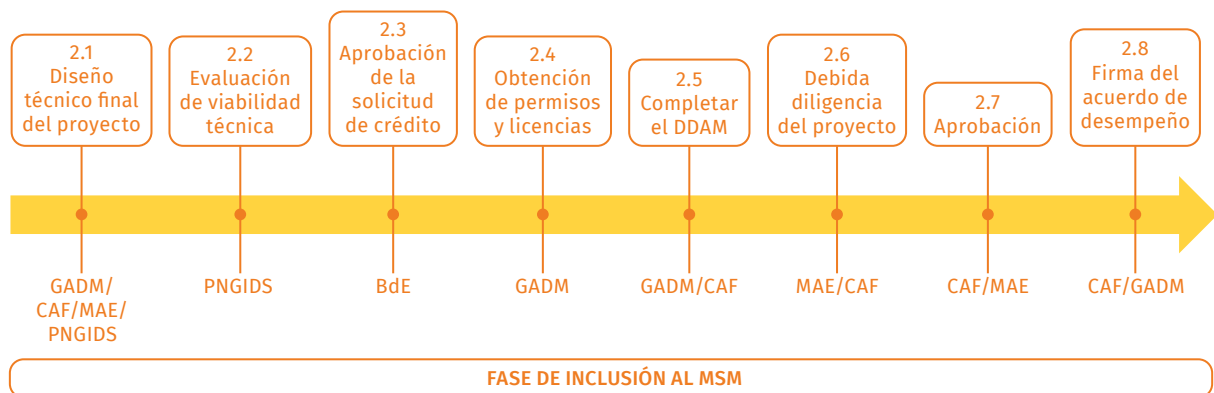 2.1
Diseño
técnico final
del proyecto
2.2
Evaluación
de viabilidad
técnica
2.3
Aprobación
de la
solicitud
de crédito
2.4
Obtención
de permisos
y licencias
2.5
Completar
el DDAM
2.6
Debida
diligencia
del proyecto
2.7
Aprobación
2.8
Firma del
acuerdo de
desempeño
GADM/
CAF/MAE/
PNGIDS
PNGIDS
BdE
GADM
GADM/CAF
MAE/CAF
CAF/MAE
CAF/GADM
FASE DE INCLUSIÓN AL MSM